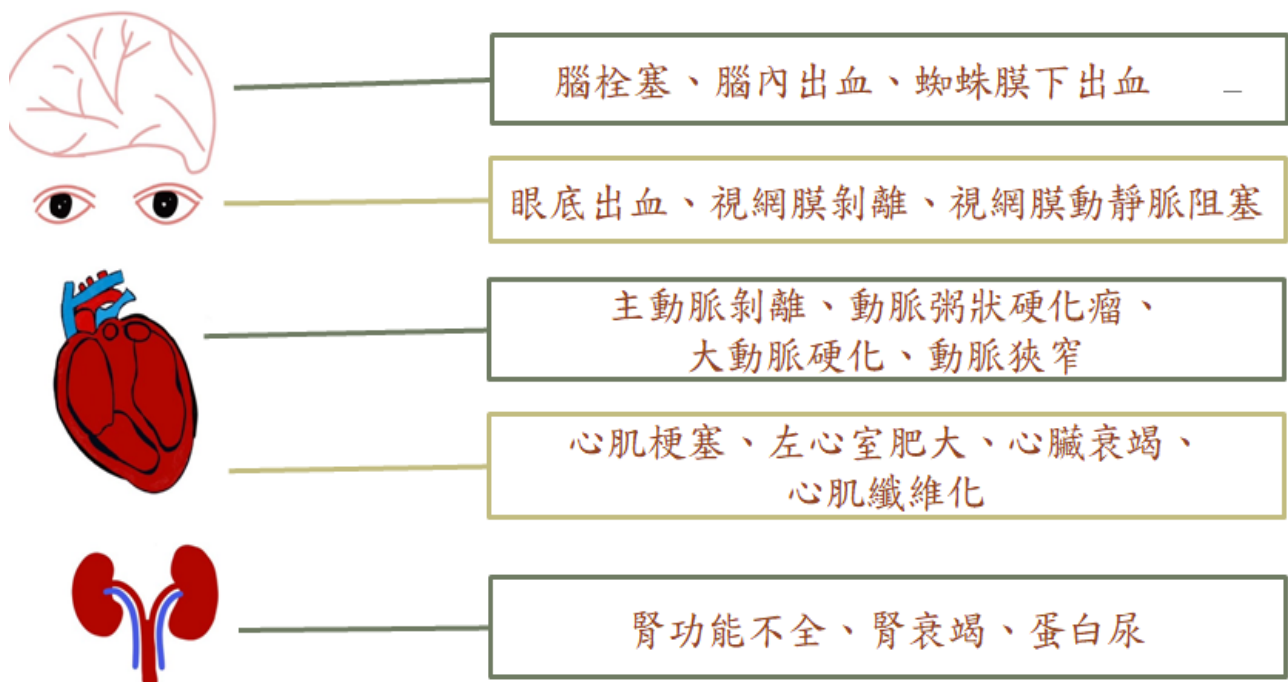 腦栓塞、腦內出血、蜘蛛膜下出血
眼底出血、視網膜剝離、視網膜動靜脈阻塞
主動脈剝離、動脈粥狀硬化瘤、
大動脈硬化、動脈狹窄
心肌梗塞、左心室肥大、心臟衰竭、
心肌纖維化
腎功能不全、腎衰竭、蛋白尿